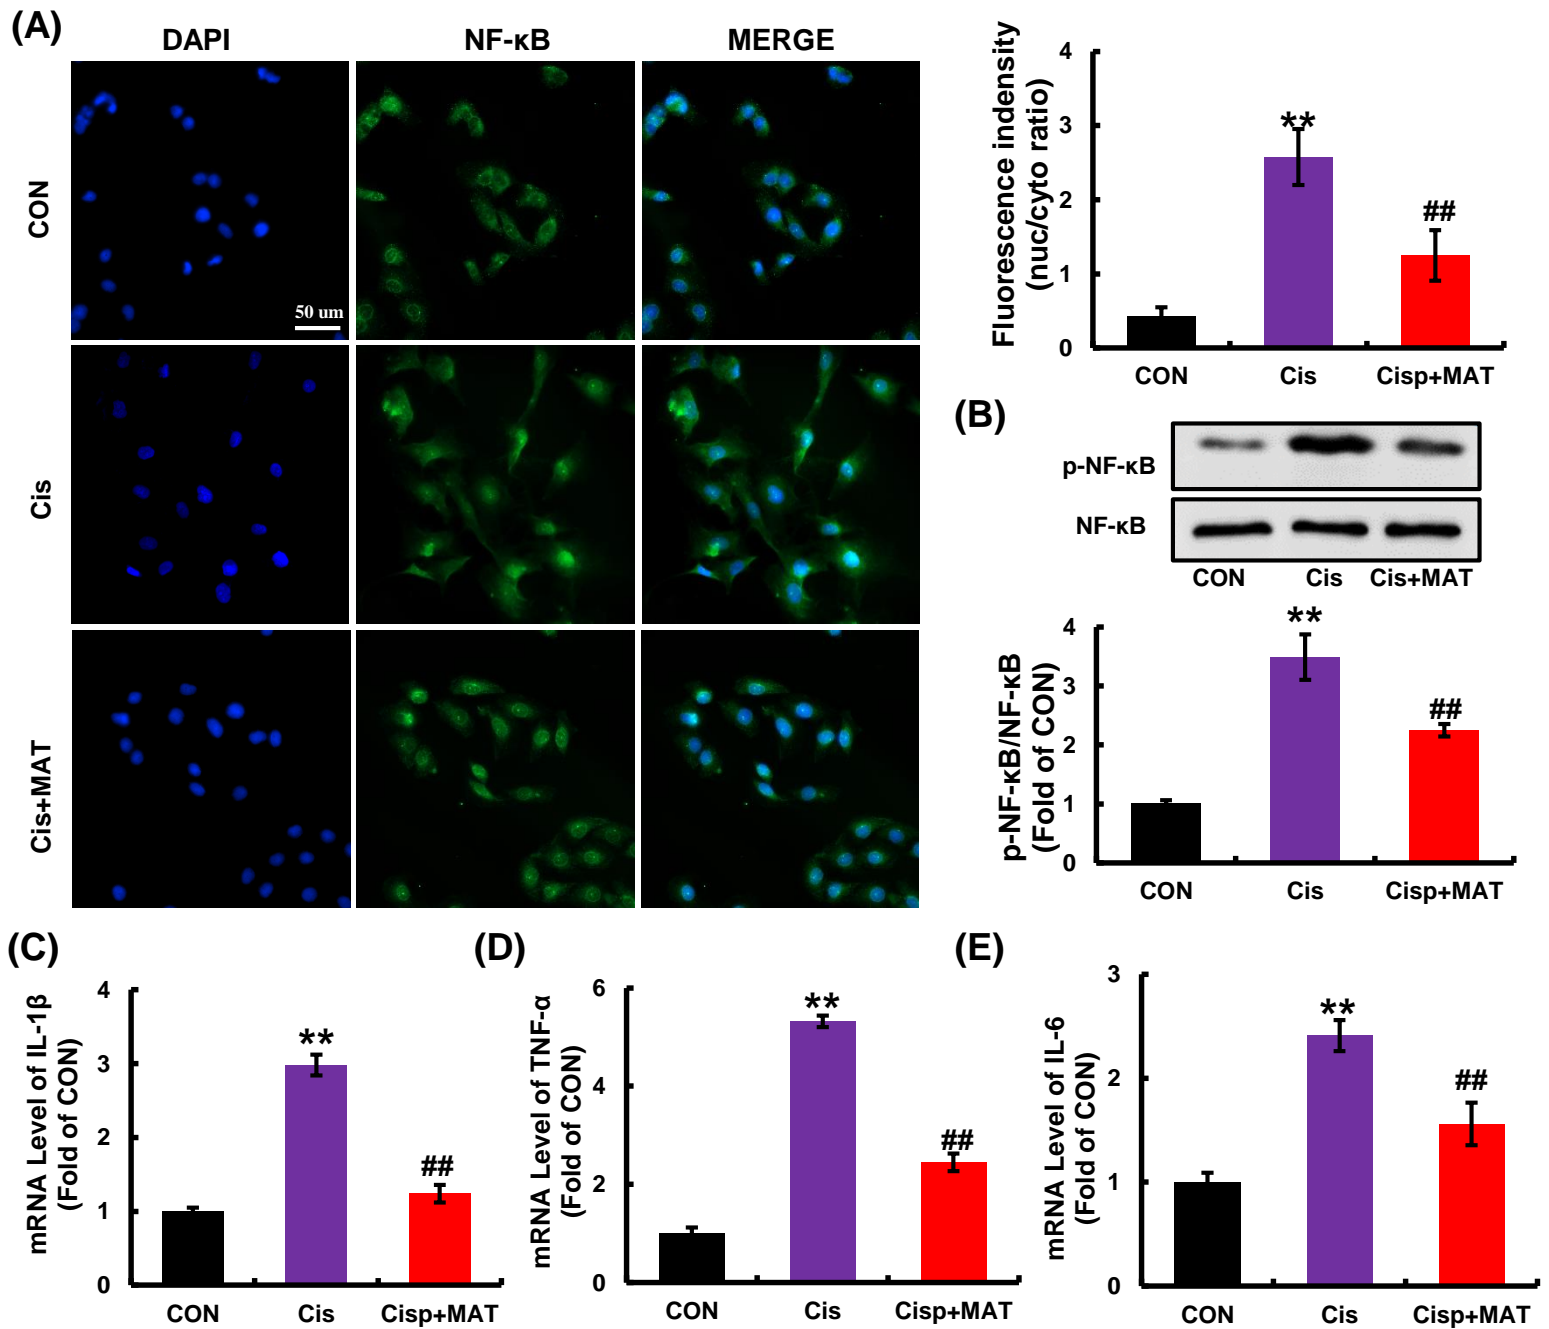 (A)
DAPI NF-κB MERGE
CON
50 um
Cis
Cis+MAT
Fluorescence indensity
(nuc/cyto ratio)
4
3
2
1
0
**
##
CON Cis Cisp+MAT
(B)
p-NF-κB
NF-κB
CON Cis Cis+MAT
p-NF-κB/NF-κB
(Fold of CON)
4
3
2
1
0
**
##
CON Cis Cisp+MAT
(C)
mRNA Level of IL-1β
(Fold of CON)
4
3
2
1
0
**
##
CON Cis Cisp+MAT
(D)
mRNA Level of TNF-α
(Fold of CON)
6
4
2
0
**
##
CON Cis Cisp+MAT
(E)
mRNA Level of IL-6
(Fold of CON)
3
2
1
0
**
##
CON Cis Cisp+MAT